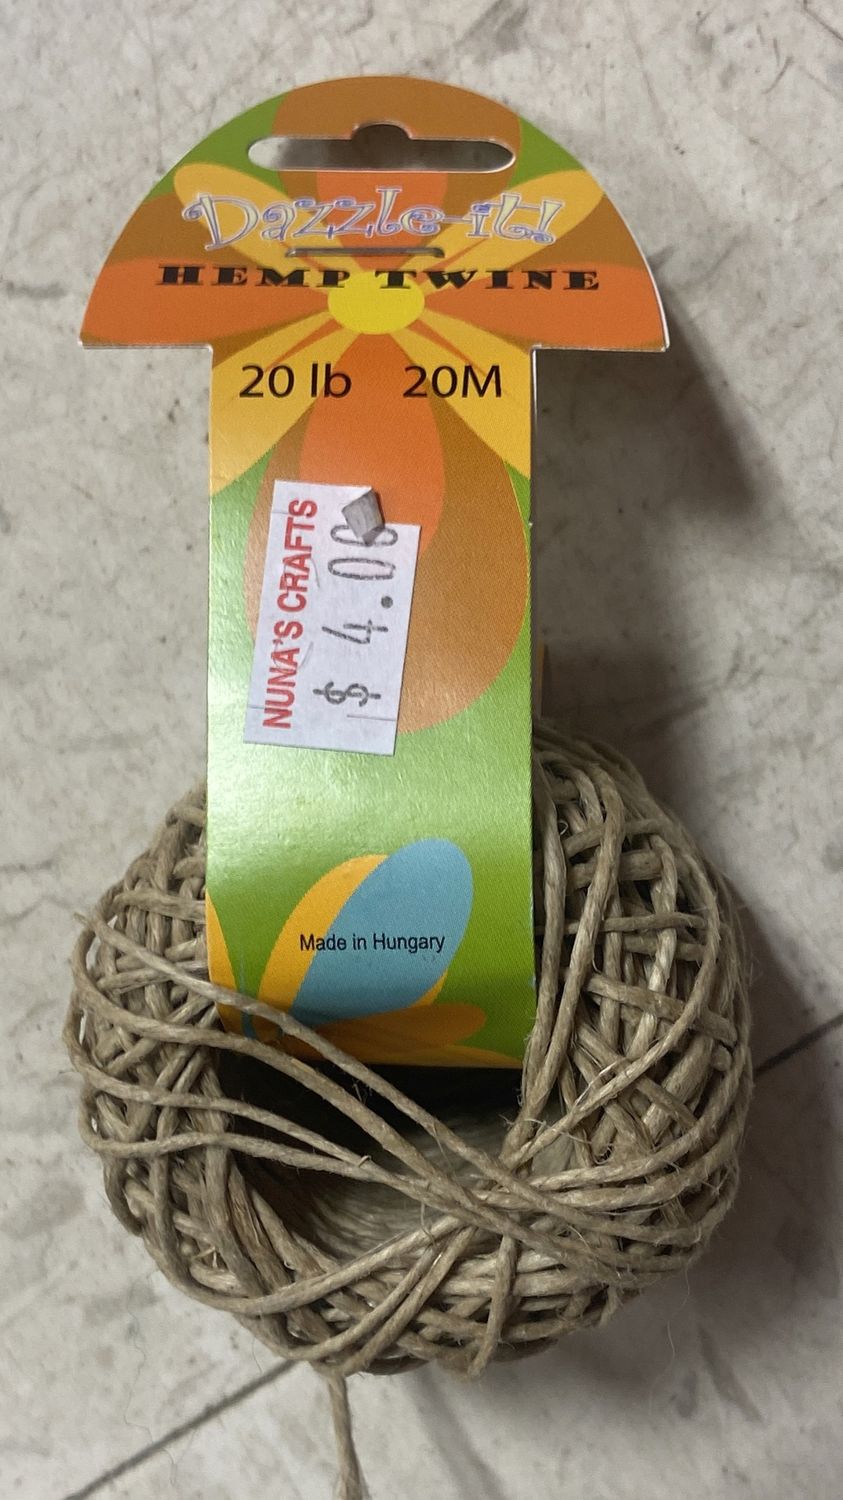 Dazzle-it!
HEMP TWINE
20 lb 20M
NUNA'S CRAFTS
$ 4.00
Made in Hungary